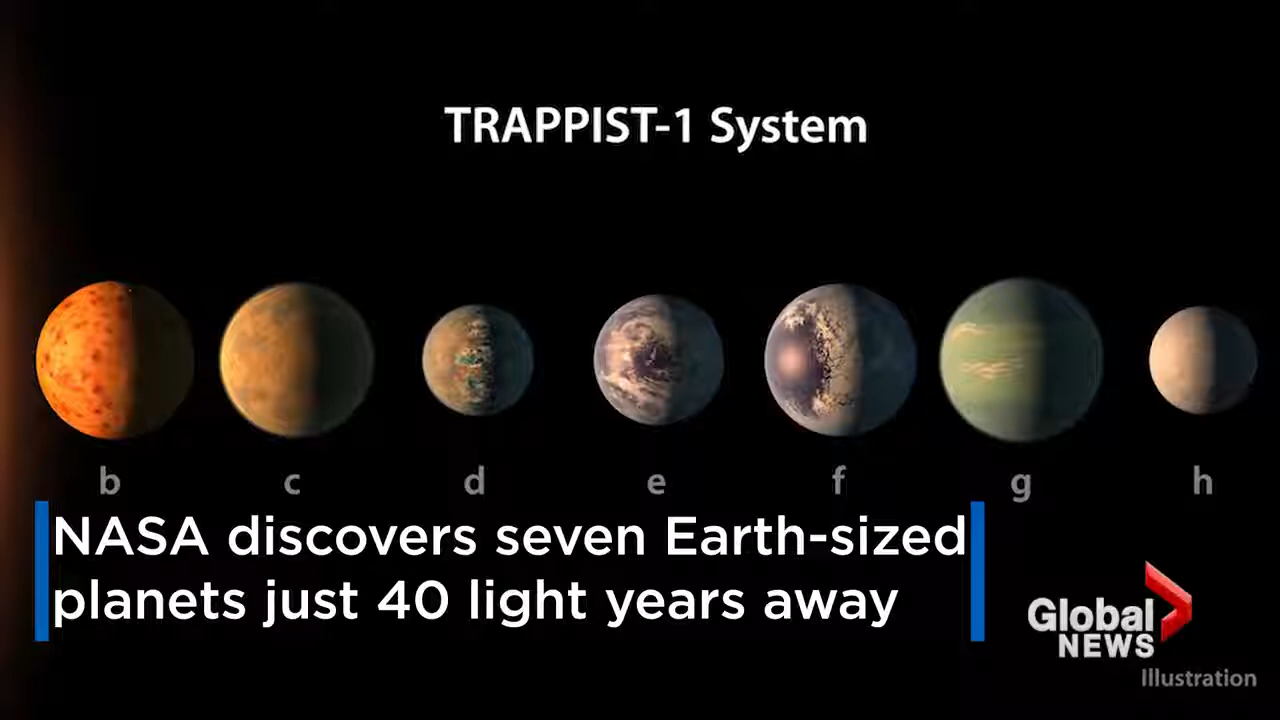 TRAPPIST-1 System
b c d e f g h
NASA discovers seven Earth-sized
planets just 40 light years away
Global
NEWS
Illustration